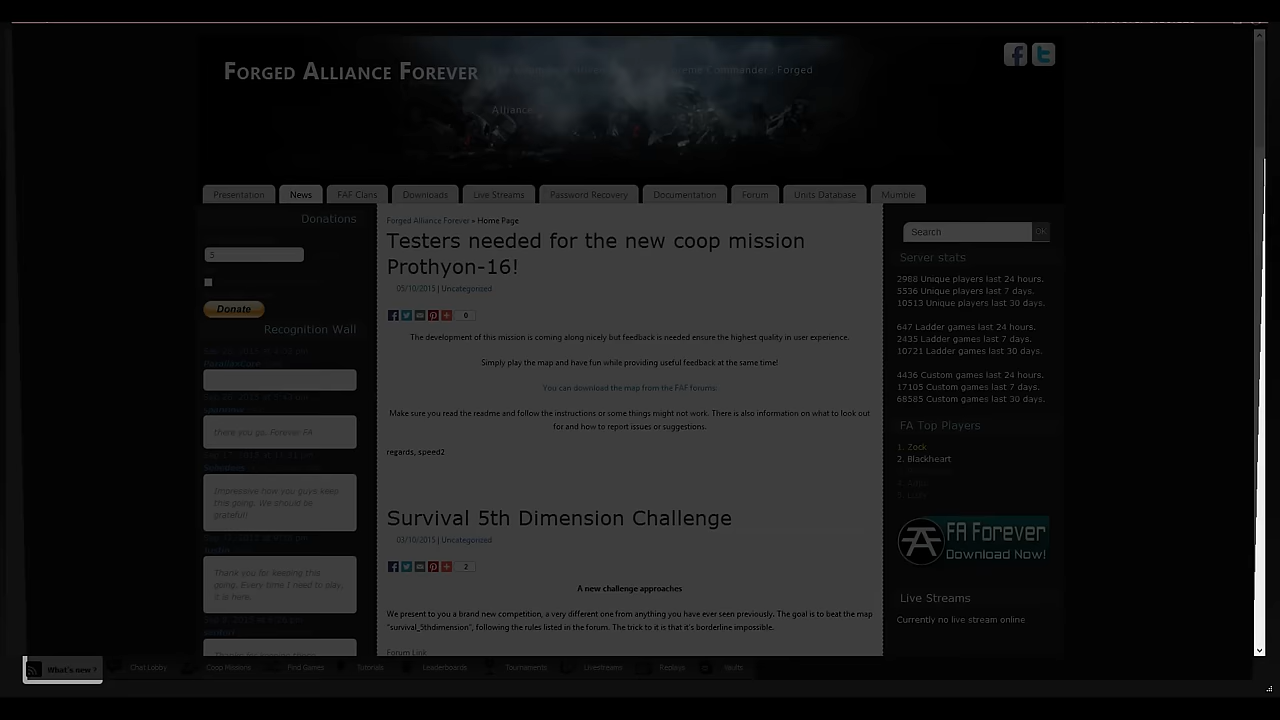 Forged Alliance Forever
Commander, Forged
Alliance
Presentation
News
FAF Clans
Downloads
Live Streams
Password Recovery
Documentation
Forum
Units Database
Mumble
Donations
5
Donate
Recognition Wall
there you go, Forever FA
Impressive how you guys keep
this going. We should be
grateful!
Thank you for keeping this
going. Every time I need to play,
it is here.
Forged Alliance Forever » Home Page
Testers needed for the new coop mission
Prothyon-16!
05/10/2015 | Uncategorized
0
The development of this mission is coming along nicely but feedback is needed ensure the highest quality in user experience.
Simply play the map and have fun while providing useful feedback at the same time!
You can download the map from the FAF forums:
Make sure you read the readme and follow the instructions or some things might not work. There is also information on what to look out
for and how to report issues or suggestions.
regards, speed2
Survival 5th Dimension Challenge
03/10/2015 | Uncategorized
2
A new challenge approaches
We present to you a brand new competition, a very different one from anything you have ever seen previously. The goal is to beat the map
"survival_5thdimension", following the rules listed in the forum. The trick to it is that it's borderline impossible.
Forum Link
Search
OK
Server stats
2988 Unique players last 24 hours.
5536 Unique players last 7 days.
10513 Unique players last 30 days.
647 Ladder games last 24 hours.
2435 Ladder games last 7 days.
10721 Ladder games last 30 days.
4436 Custom games last 24 hours.
17105 Custom games last 7 days.
68585 Custom games last 30 days.
FA Top Players
1. Zock
2. Blackheart
FA Forever
Download Now!
Live Streams
Currently no live stream online
What's new ?
Chat Lobby
Coop Missions
Find Games
Tutorials
Leaderboards
Tournaments
Livestreams
Replays
Vaults